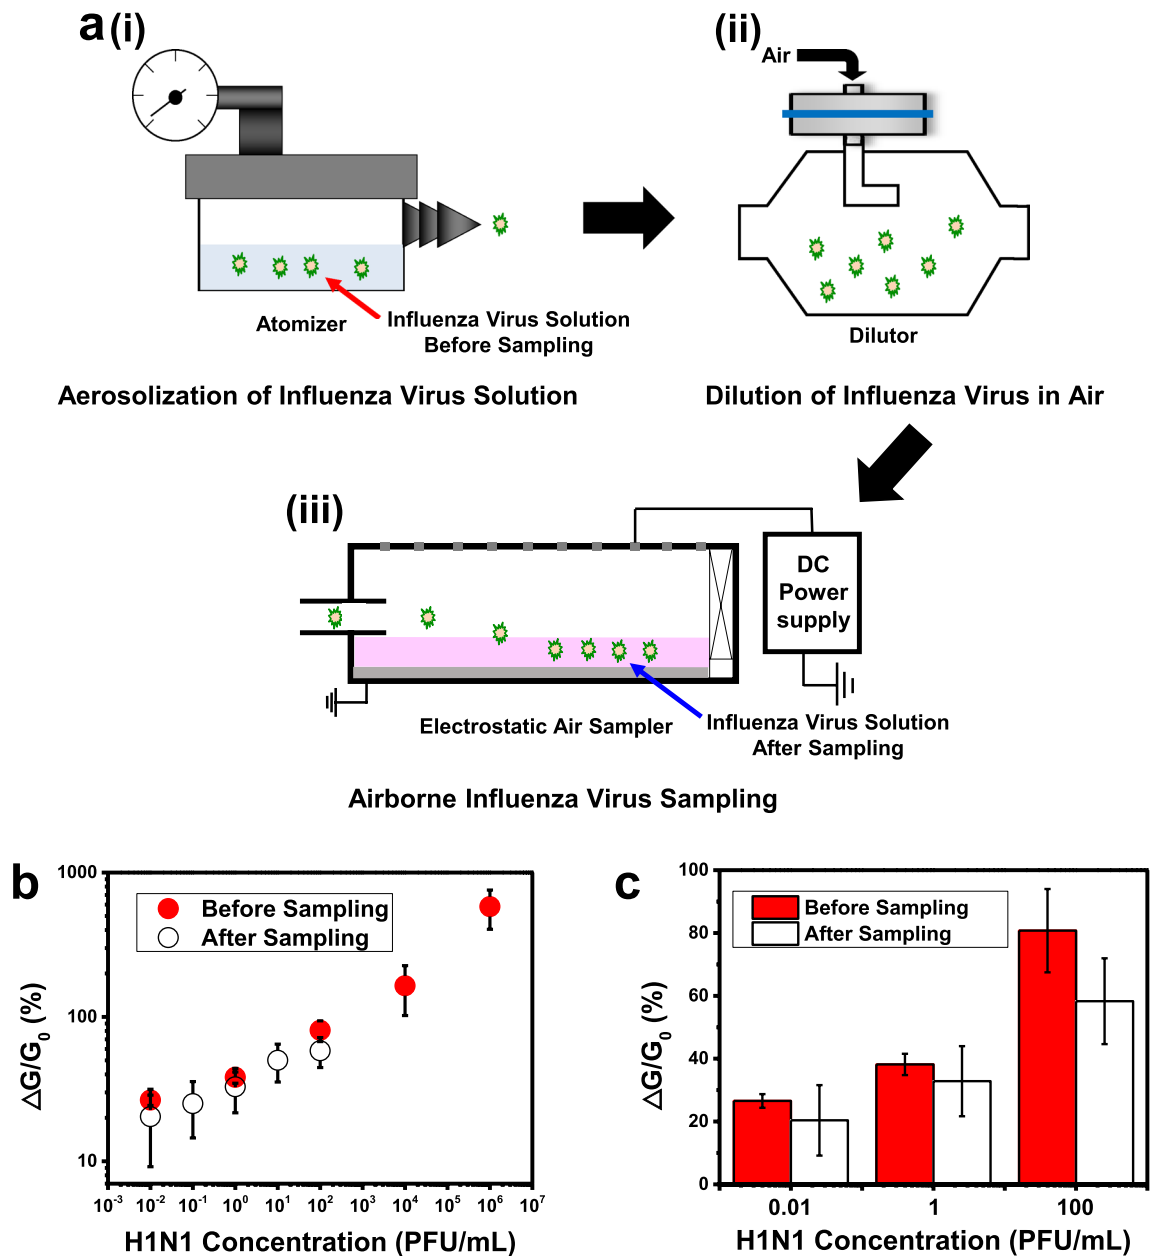 a (i)
(ii)
Air
Atomizer
Influenza Virus Solution
Before Sampling
Dilutor
Aerosolization of Influenza Virus Solution
Dilution of Influenza Virus in Air
(iii)
DC
Power
supply
Electrostatic Air Sampler
Influenza Virus Solution
After Sampling
Airborne Influenza Virus Sampling
b
1000
100
10
ΔG/G₀ (%)
Before Sampling
After Sampling
10⁻³ 10⁻² 10⁻¹ 10⁰ 10¹ 10² 10⁴ 10⁵ 10⁶ 10⁷
H1N1 Concentration (PFU/mL)
c
100
80
60
40
20
0
ΔG/G₀ (%)
Before Sampling
After Sampling
0.01 1 100
H1N1 Concentration (PFU/mL)